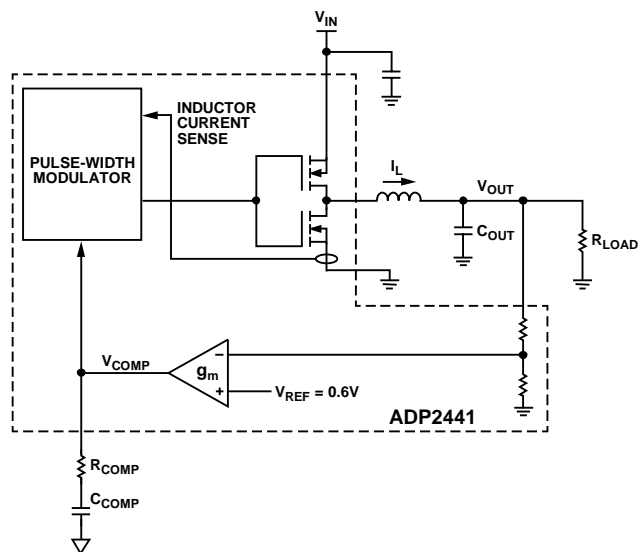 VIN
INDUCTOR
CURRENT
SENSE
PULSE-WIDTH
MODULATOR
IL
VOUT
COUT
RLOAD
VCOMP
gm
−
+
VREF = 0.6V
ADP2441
RCOMP
CCOMP